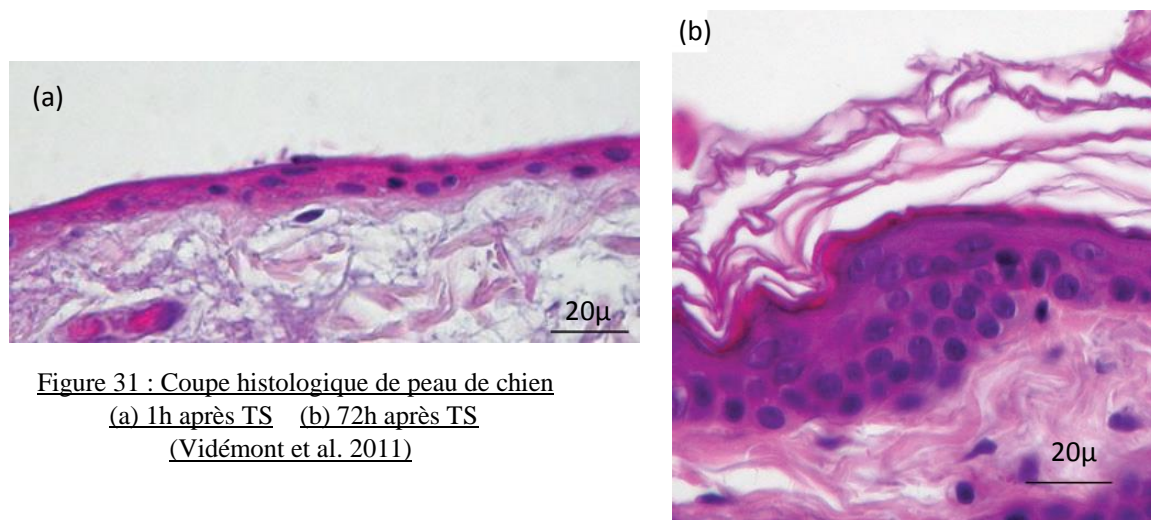 (a)
20µ
Figure 31 : Coupe histologique de peau de chien
(a) 1h après TS (b) 72h après TS
(Vidémont et al. 2011)
(b)
20µ